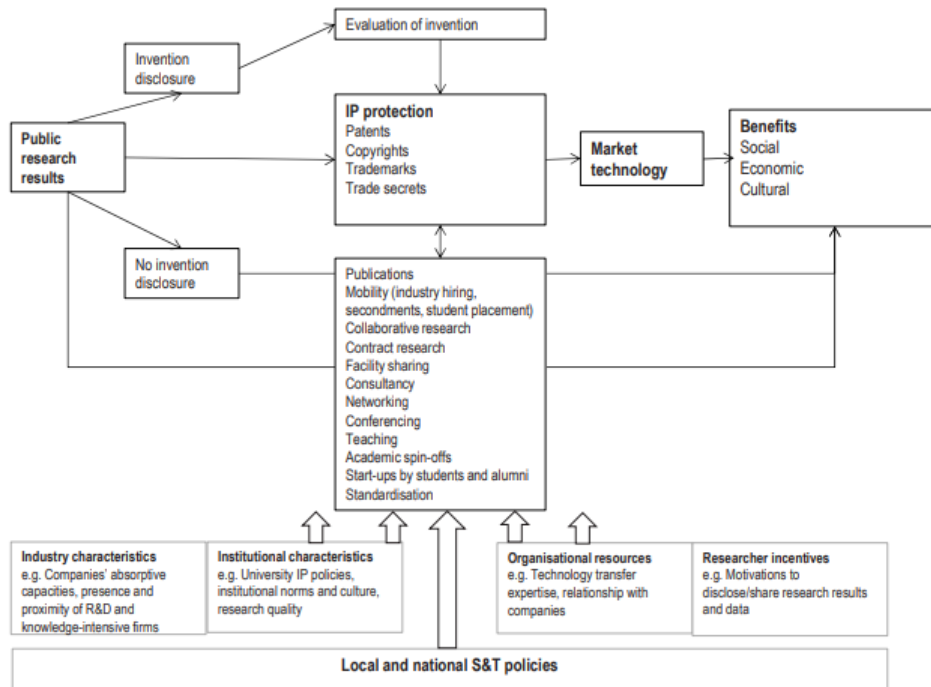 Evaluation of invention
Invention
disclosure
Public
research
results
IP protection
Patents
Copyrights
Trademarks
Trade secrets
Market
technology
Benefits
Social
Economic
Cultural
No invention
disclosure
Publications
Mobility (industry hiring,
secondments, student placement)
Collaborative research
Contract research
Facility sharing
Consultancy
Networking
Conferencing
Teaching
Academic spin-offs
Start-ups by students and alumni
Standardisation
Industry characteristics
e.g. Companies' absorptive
capacities, presence and
proximity of R&D and
knowledge-intensive firms
Institutional characteristics
e.g. University IP policies,
institutional norms and culture,
research quality
Organisational resources
e.g. Technology transfer
expertise, relationship with
companies
Researcher incentives
e.g. Motivations to
disclose/share research results
and data
Local and national S&T policies